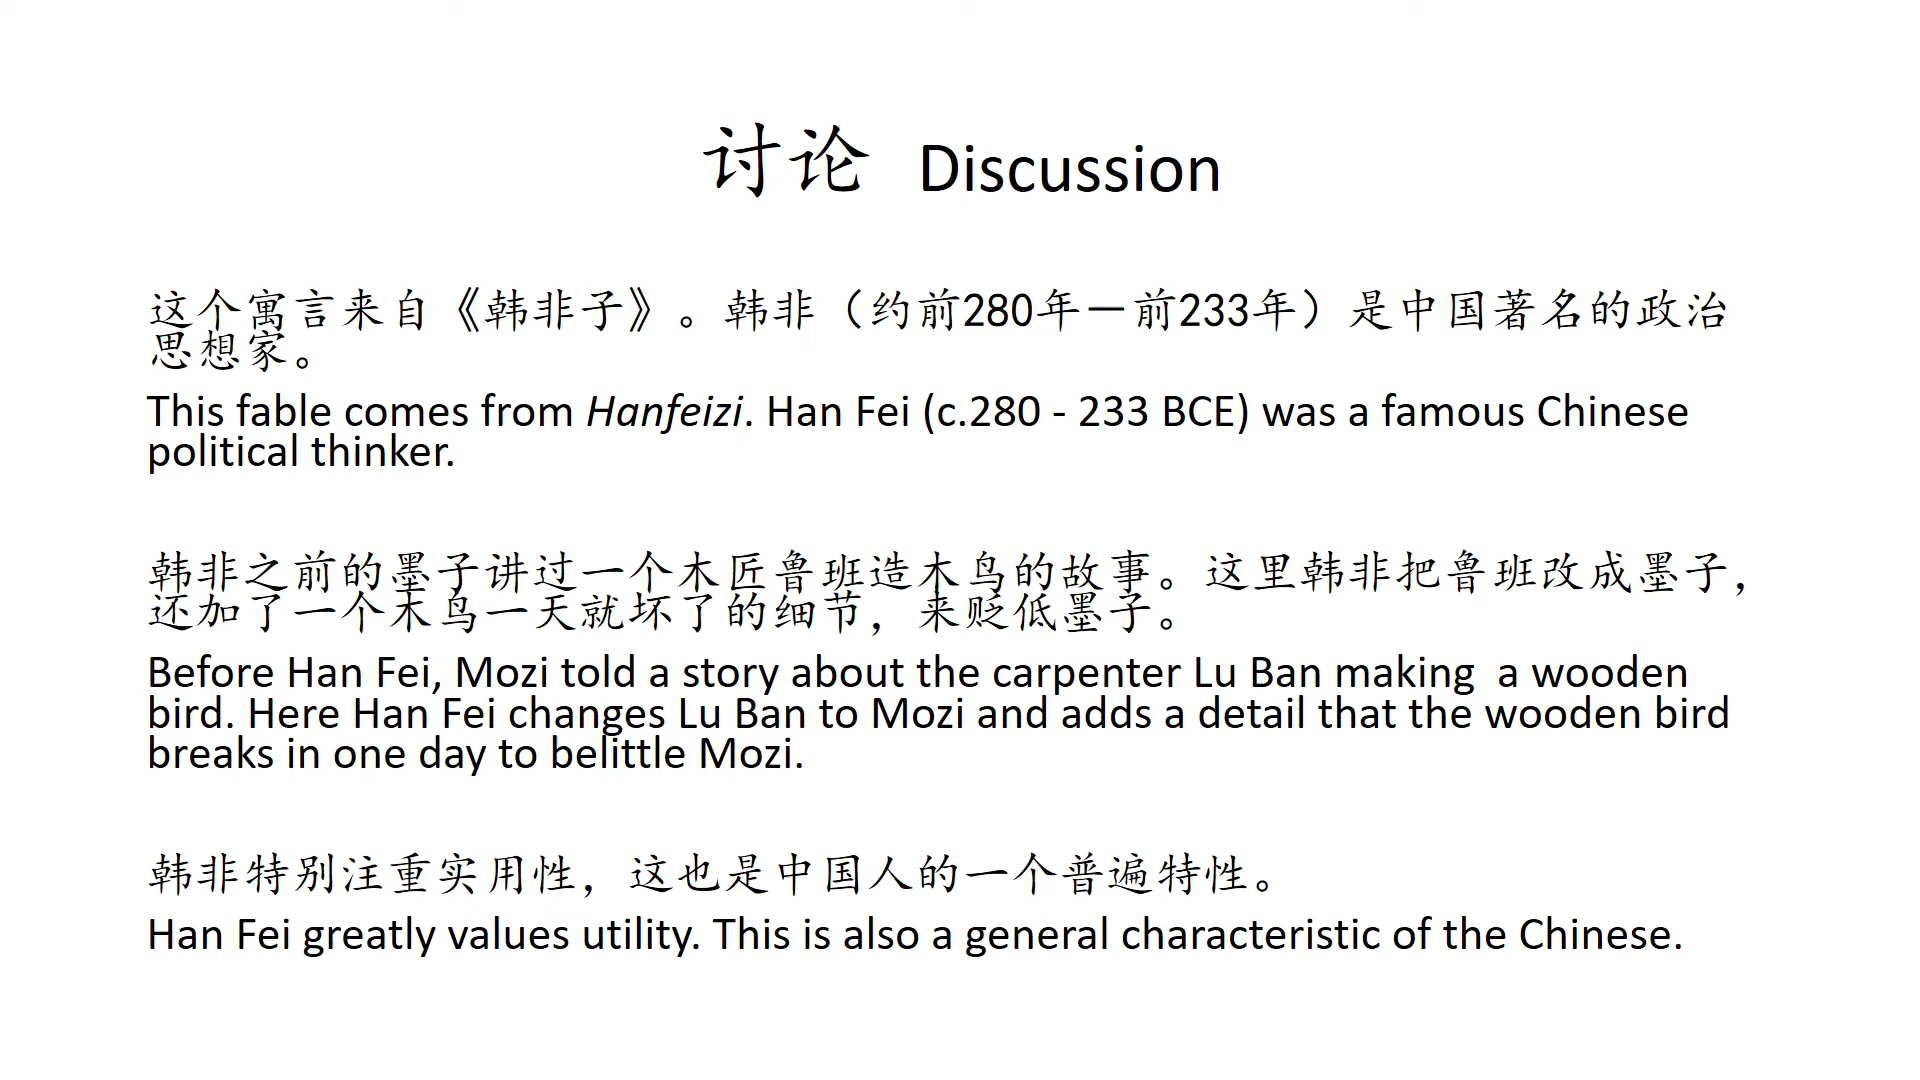 讨论 Discussion
这个寓言来自《韩非子》。韩非（约前280年－前233年）是中国著名的政治
思想家。
This fable comes from Hanfeizi. Han Fei (c.280 - 233 BCE) was a famous Chinese
political thinker.
韩非之前的墨子讲过一个木匠鲁班造木鸟的故事。这里韩非把鲁班改成墨子，
还加了一个木鸟一天就坏了的细节，来贬低墨子。
Before Han Fei, Mozi told a story about the carpenter Lu Ban making  a wooden
bird. Here Han Fei changes Lu Ban to Mozi and adds a detail that the wooden bird
breaks in one day to belittle Mozi.
韩非特别注重实用性，这也是中国人的一个普遍特性。
Han Fei greatly values utility. This is also a general characteristic of the Chinese.